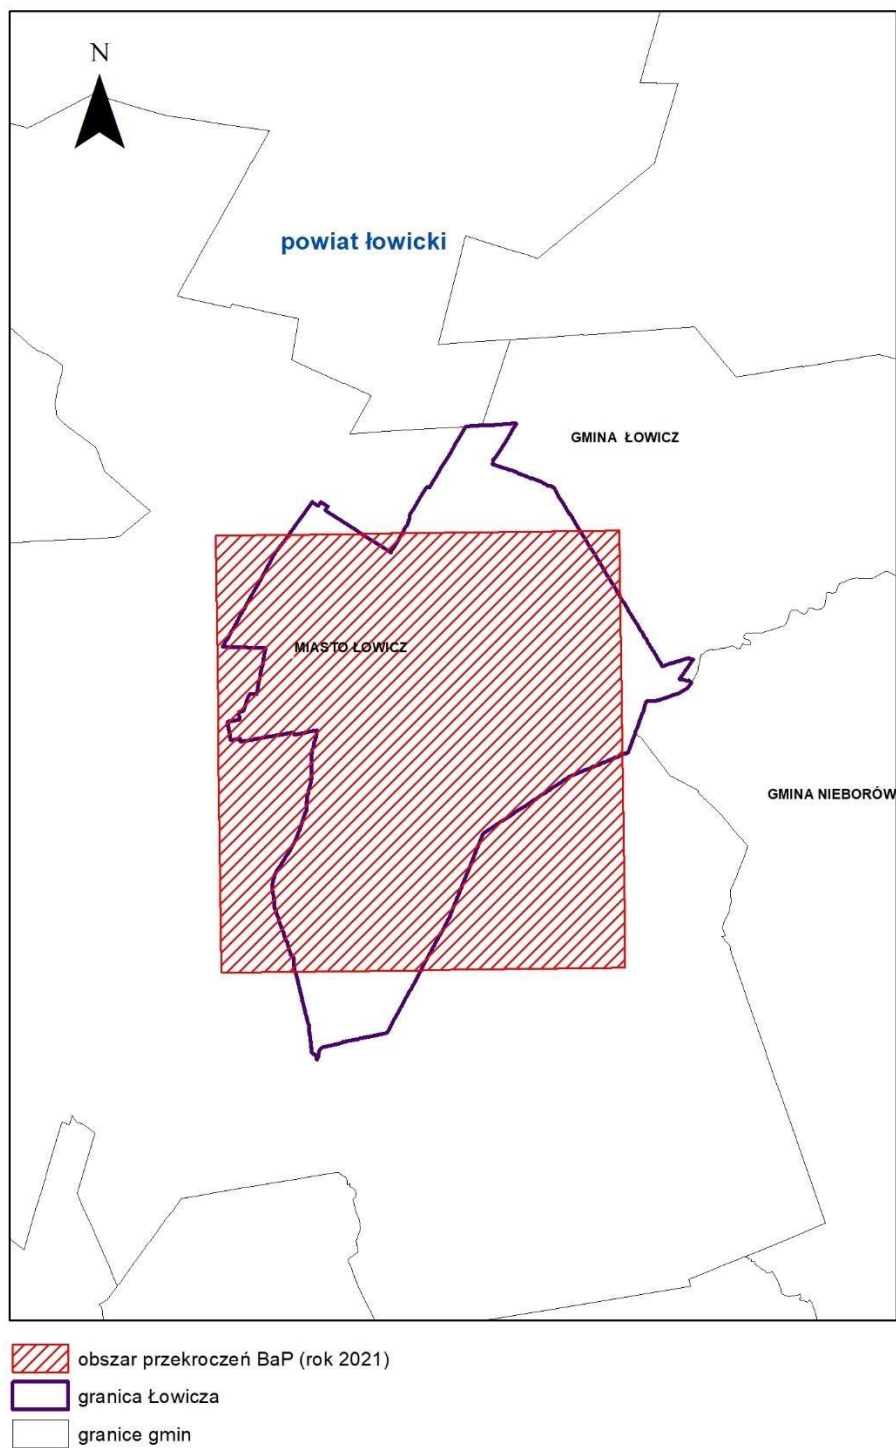 N
powiat łowicki
GMINA ŁOWICZ
MIASTO ŁOWICZ
GMINA NIEBORÓW
obszar przekroczeń BaP (rok 2021)
granica Łowicza
granice gmin